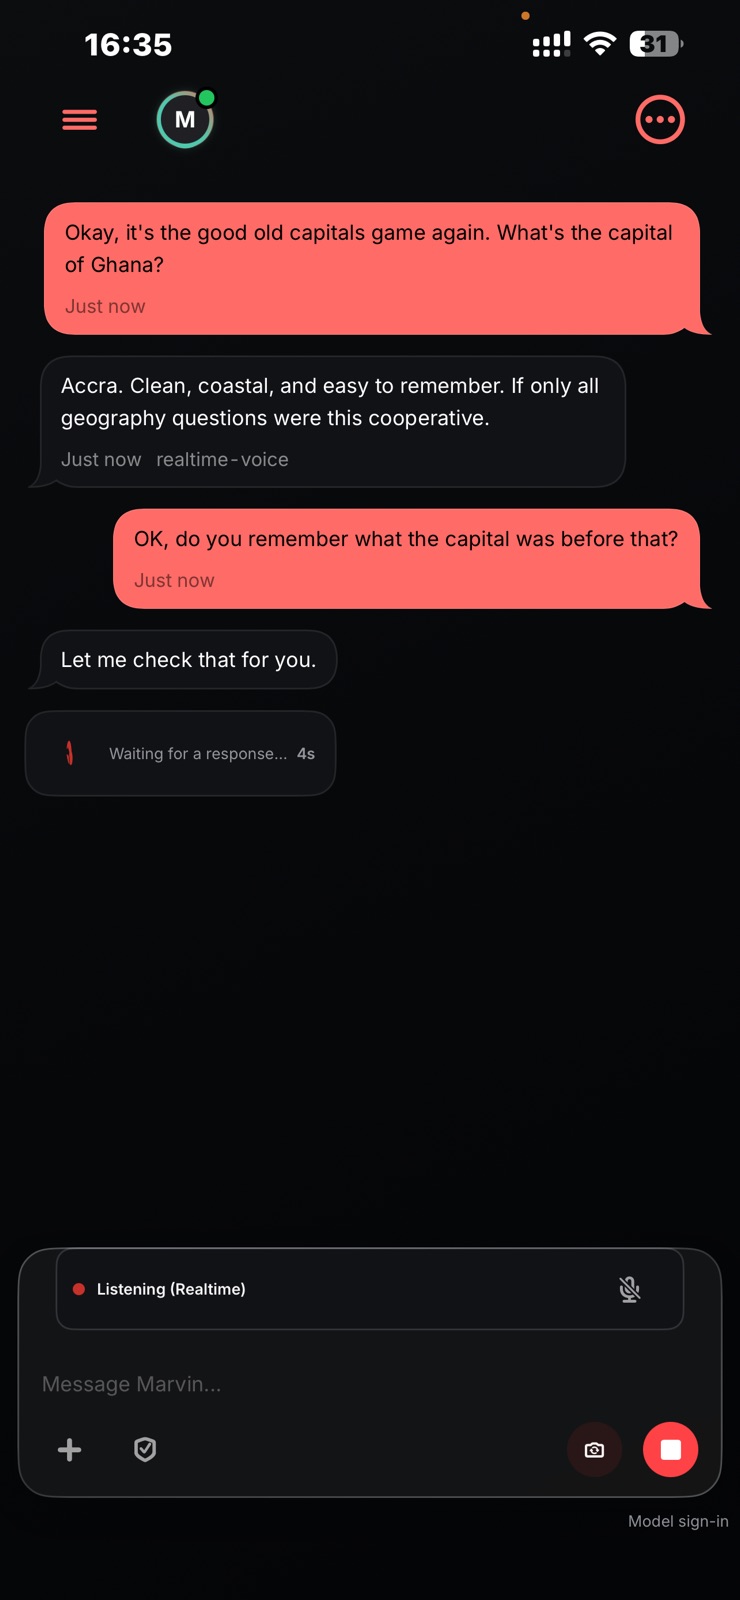 16:35
31
M
Okay, it's the good old capitals game again. What's the capital
of Ghana?
Just now
Accra. Clean, coastal, and easy to remember. If only all
geography questions were this cooperative.
Just now realtime-voice
OK, do you remember what the capital was before that?
Just now
Let me check that for you.
Waiting for a response... 4s
Listening (Realtime)
Message Marvin...
Model sign-in